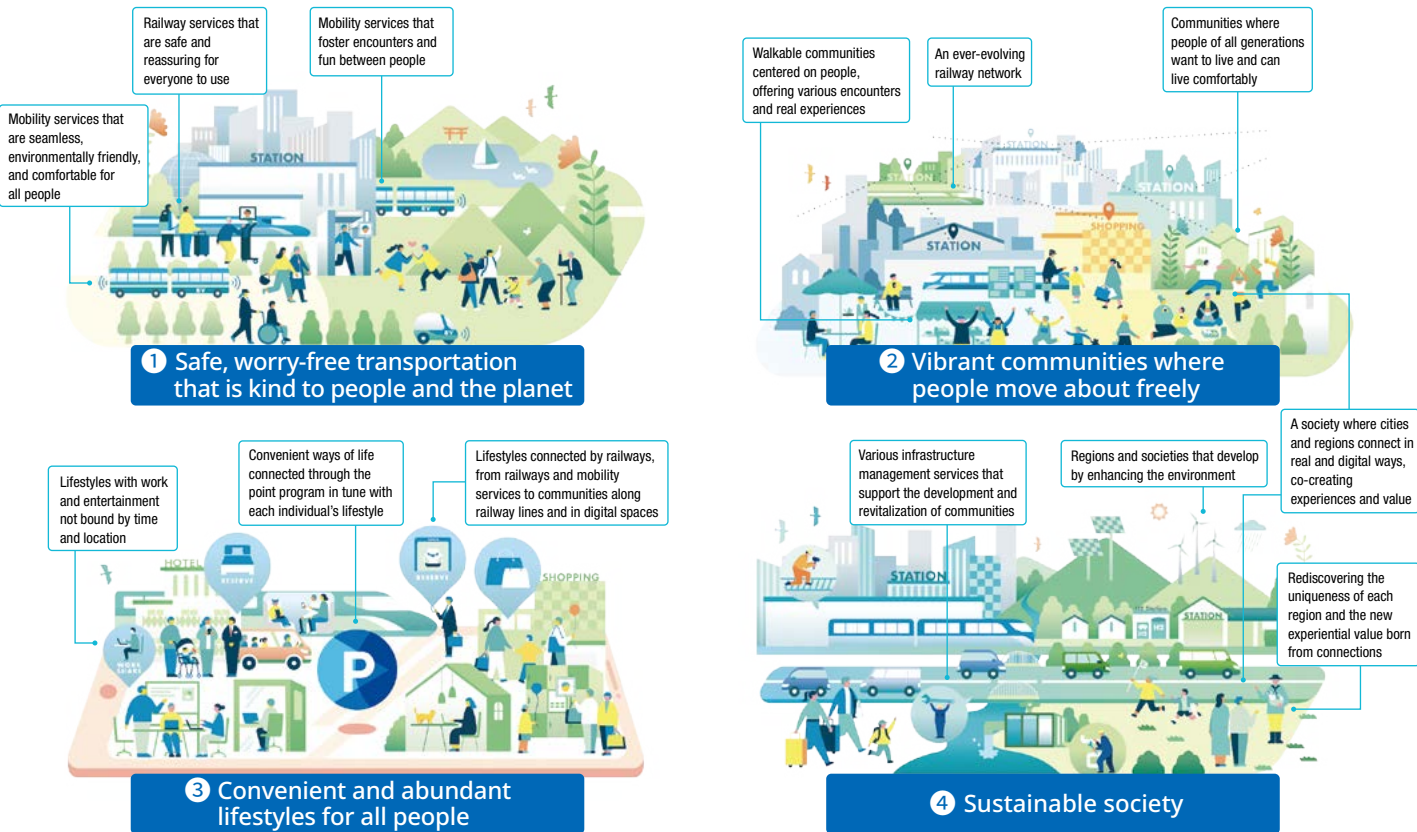 Railway services that
are safe and
reassuring for
everyone to use
Mobility services that
foster encounters and
fun between people
Mobility services that
are seamless,
environmentally friendly,
and comfortable for
all people
STATION
EV
EV
EV
1 Safe, worry-free transportation
that is kind to people and the planet
Walkable communities
centered on people,
offering various encounters
and real experiences
An ever-evolving
railway network
Communities where
people of all generations
want to live and can
live comfortably
STATION
STATION
STATION
SHOPPING
STATION
2 Vibrant communities where
people move about freely
A society where cities
and regions connect in
real and digital ways,
co-creating
experiences and value
Lifestyles with work
and entertainment
not bound by time
and location
Convenient ways of life
connected through the
point program in tune with
each individual's lifestyle
Lifestyles connected by railways,
from railways and mobility
services to communities along
railway lines and in digital spaces
HOTEL
RESERVE
RESERVE
SHOPPING
WORK
SHARE
P
3 Convenient and abundant
lifestyles for all people
Various infrastructure
management services that
support the development and
revitalization of communities
Regions and societies that develop
by enhancing the environment
Rediscovering the
uniqueness of each
region and the new
experiential value born
from connections
STATION
H2 Station
H2
STATION
4 Sustainable society